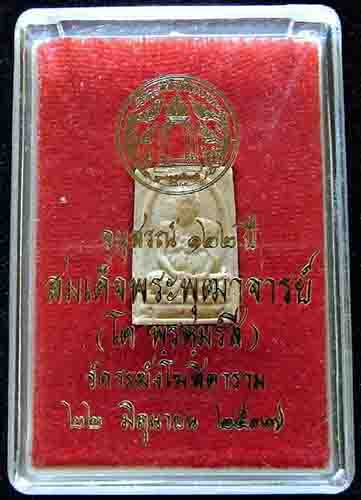 อนุสรณ์ ๑๒๒ ปี
สมเด็จพระพุฒาจารย์
(โต พรหมรังสี)
วัดระฆังโฆสิตาราม
๒๒ มิถุนายน ๒๕๓๗